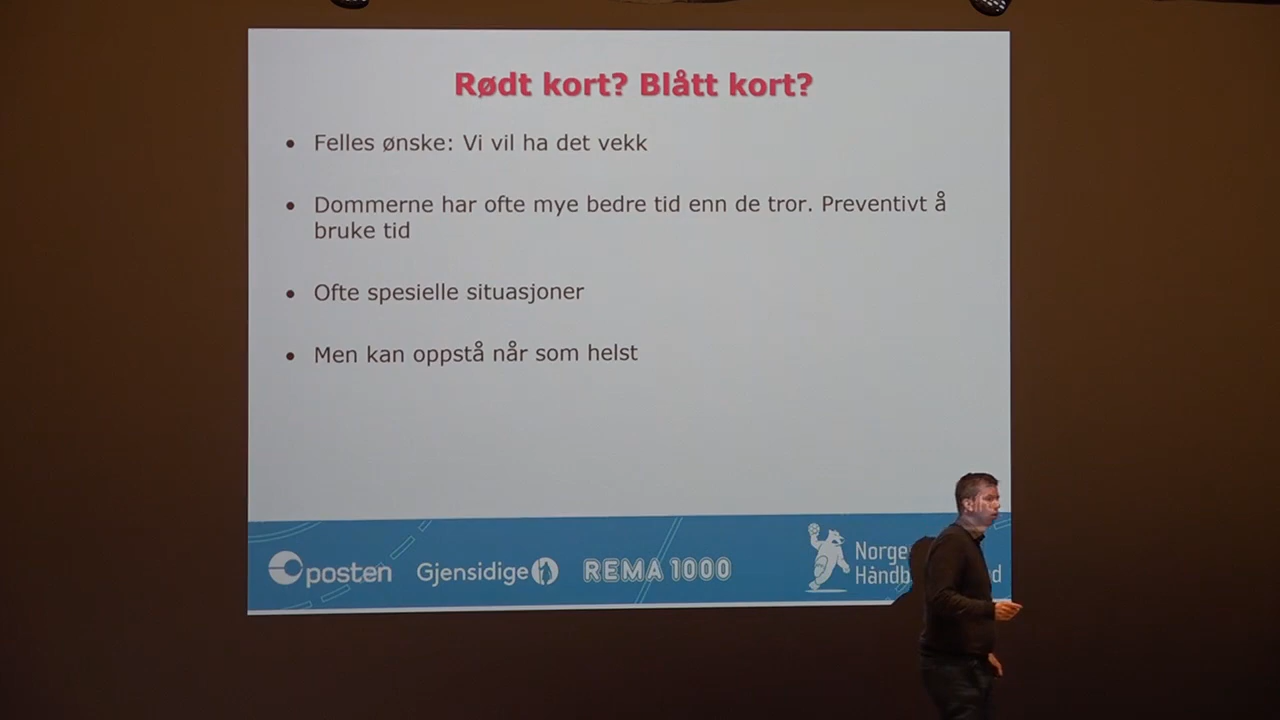 Rødt kort? Blått kort?
• Felles ønske: Vi vil ha det vekk
• Dommerne har ofte mye bedre tid enn de tror. Preventivt å
bruke tid
• Ofte spesielle situasjoner
• Men kan oppstå når som helst
posten
Gjensidige
REMA 1000
Norge
Håndb d